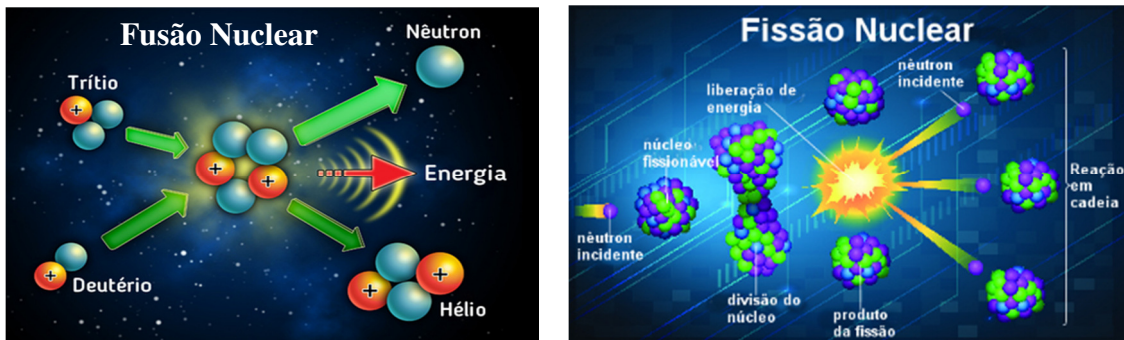 Fusão Nuclear
Nêutron
Trítio
Energia
Deutério
Hélio
Fissão Nuclear
nêutron
incidente
liberação de
energia
núcleo
fissionável
Reação
em
cadeia
nêutron
incidente
divisão do
núcleo
produto
da fissão